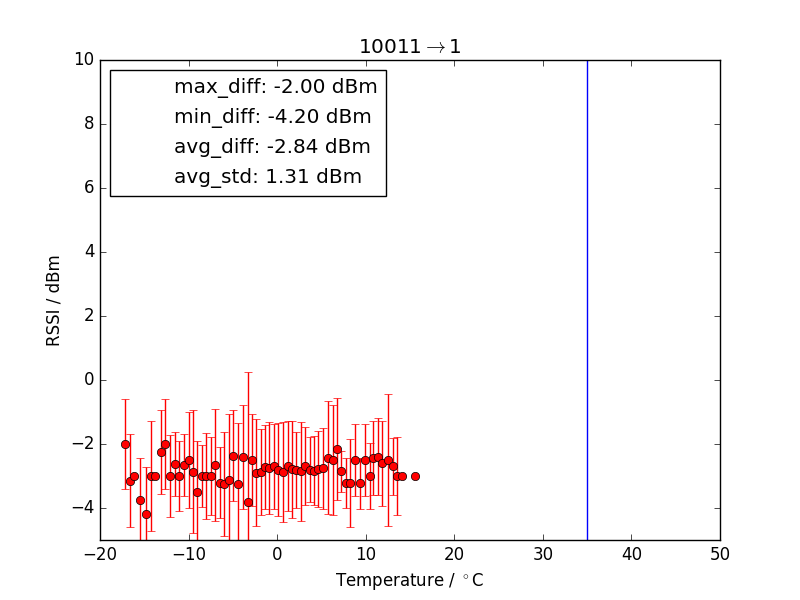 10011→1
max_diff: -2.00 dBm
min_diff: -4.20 dBm
avg_diff: -2.84 dBm
avg_std: 1.31 dBm
RSSI / dBm
10
8
6
4
2
0
−2
−4
−20 −10 0 10 20 30 40 50
Temperature / °C